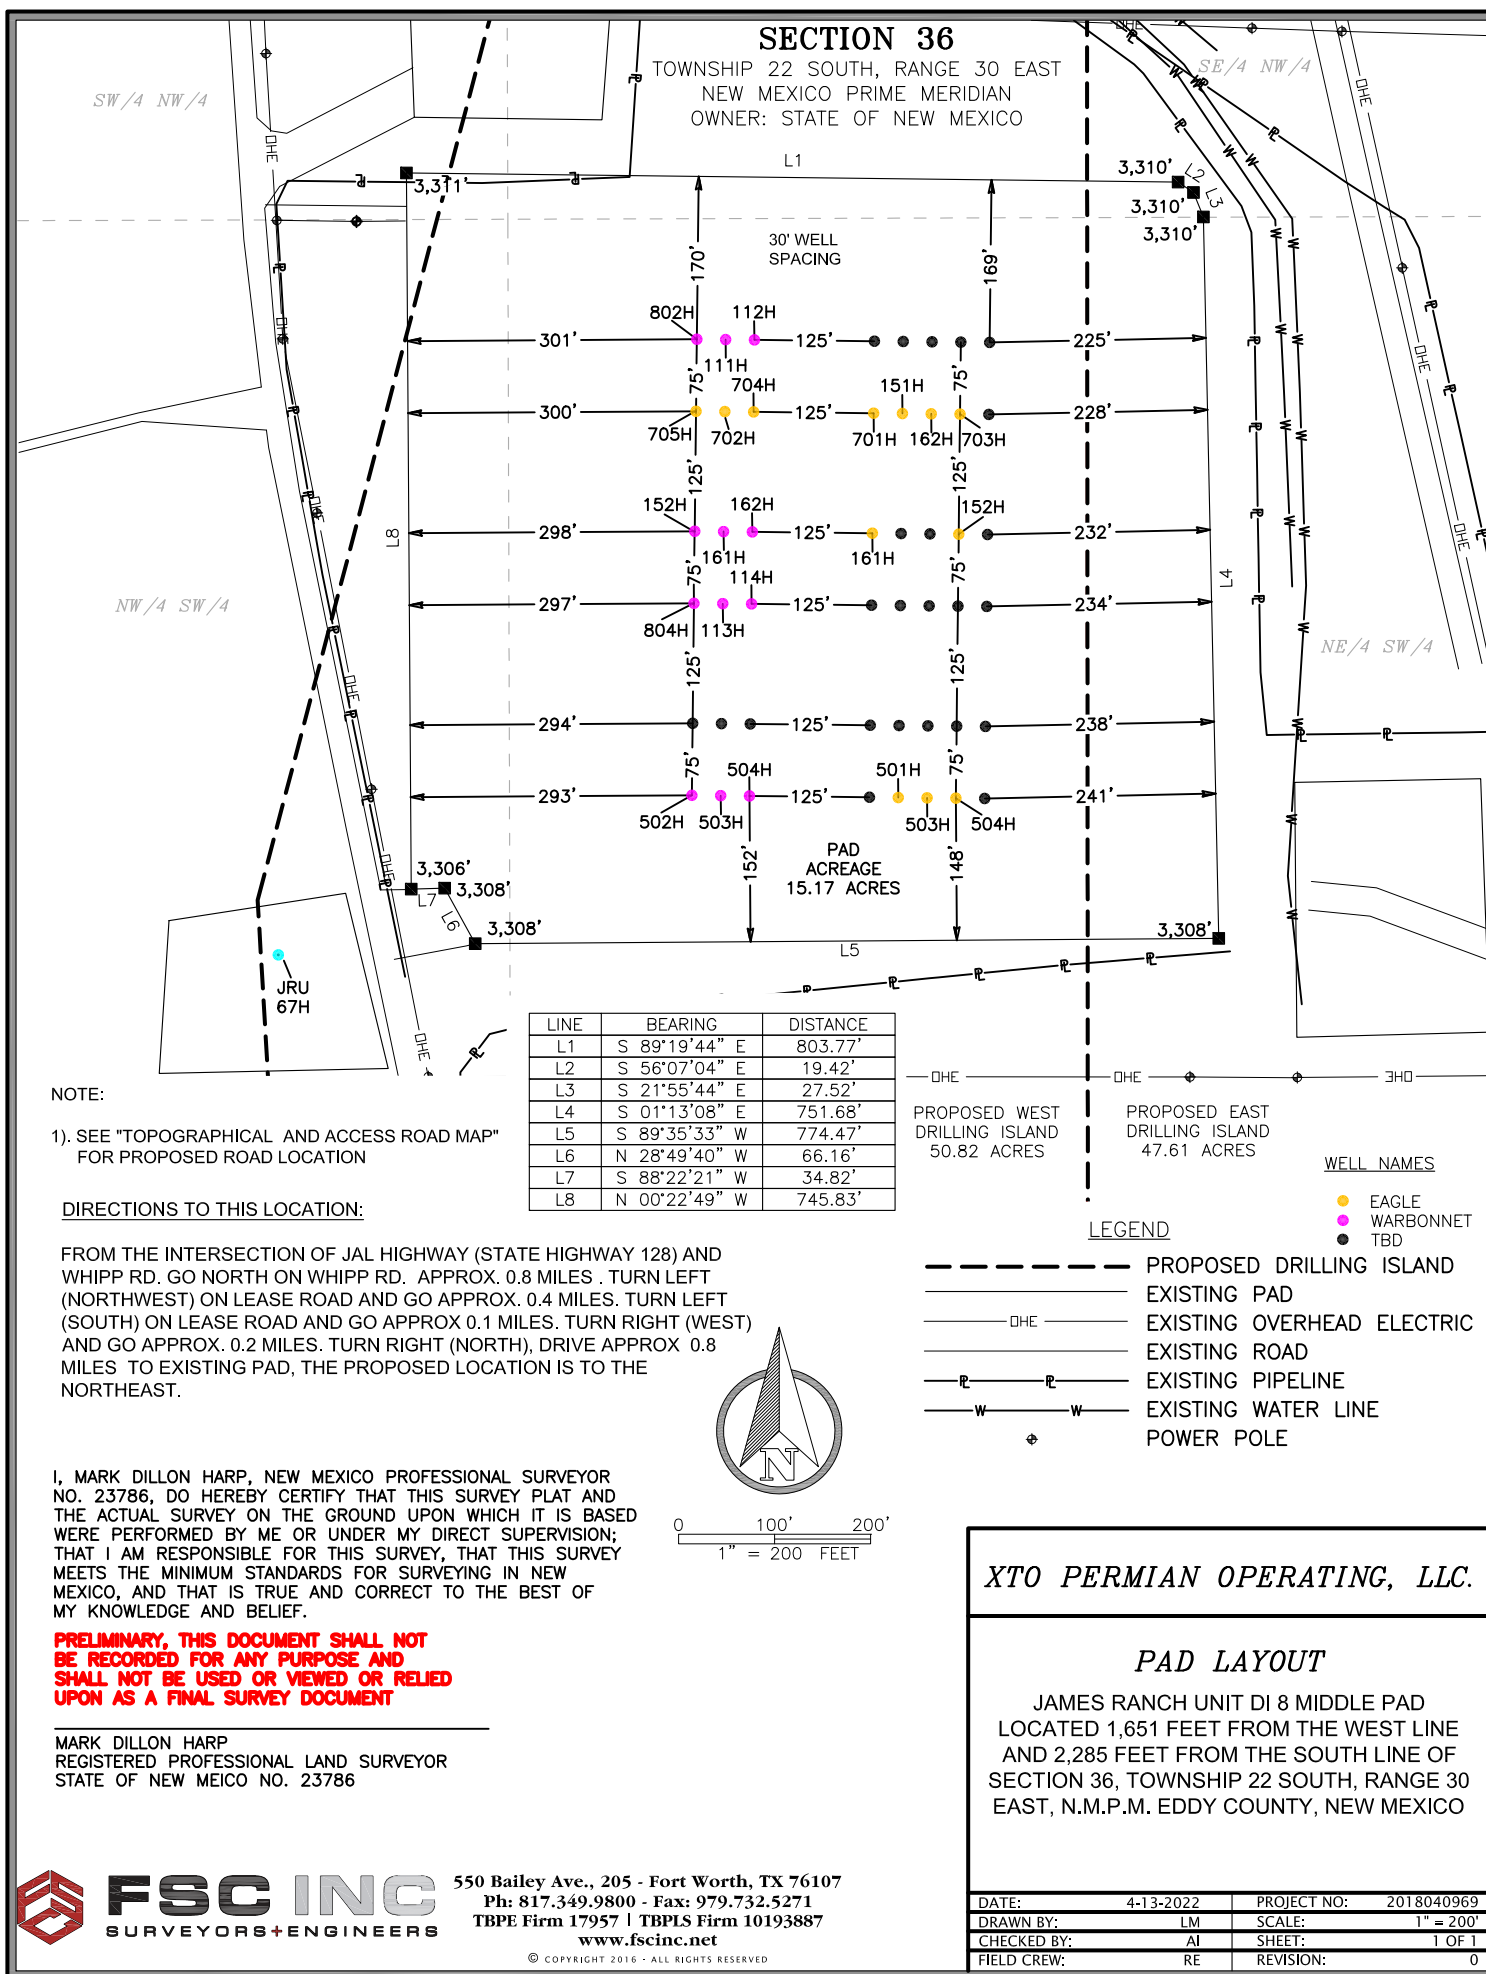 SECTION 36
TOWNSHIP 22 SOUTH, RANGE 30 EAST
NEW MEXICO PRIME MERIDIAN
OWNER: STATE OF NEW MEXICO
SW/4 NW/4
SE/4 NW/4
NW/4 SW/4
NE/4 SW/4
L1
L2
L3
L4
L5
L6
L7
L8
3,311'
3,310'
3,310'
3,310'
30' WELL
SPACING
170'
169'
802H
112H
301'
125'
225'
111H
75'
75'
704H
151H
300'
125'
228'
705H
702H
701H
162H
703H
125'
125'
152H
162H
152H
298'
125'
232'
161H
161H
75'
75'
114H
297'
125'
234'
804H
113H
125'
125'
294'
125'
238'
75'
75'
504H
501H
293'
125'
241'
502H
503H
503H
504H
152'
148'
PAD
ACREAGE
15.17 ACRES
3,306'
3,308'
3,308'
3,308'
JRU
67H
OHE
OHE
OHE
OHE
OHE
OHE
OHE
OHE
OHE
OHE
OHE
OHE
OHE
OHE
LINE BEARING DISTANCE
L1 S 89°19'44" E 803.77'
L2 S 56°07'04" E 19.42'
L3 S 21°55'44" E 27.52'
L4 S 01°13'08" E 751.68'
L5 S 89°35'33" W 774.47'
L6 N 28°49'40" W 66.16'
L7 S 88°22'21" W 34.82'
L8 N 00°22'49" W 745.83'
PROPOSED WEST
DRILLING ISLAND
50.82 ACRES
PROPOSED EAST
DRILLING ISLAND
47.61 ACRES
WELL NAMES
EAGLE
WARBONNET
TBD
NOTE:
1). SEE "TOPOGRAPHICAL AND ACCESS ROAD MAP"
FOR PROPOSED ROAD LOCATION
DIRECTIONS TO THIS LOCATION:
FROM THE INTERSECTION OF JAL HIGHWAY (STATE HIGHWAY 128) AND
WHIPP RD. GO NORTH ON WHIPP RD. APPROX. 0.8 MILES . TURN LEFT
(NORTHWEST) ON LEASE ROAD AND GO APPROX. 0.4 MILES. TURN LEFT
(SOUTH) ON LEASE ROAD AND GO APPROX 0.1 MILES. TURN RIGHT (WEST)
AND GO APPROX. 0.2 MILES. TURN RIGHT (NORTH), DRIVE APPROX 0.8
MILES TO EXISTING PAD, THE PROPOSED LOCATION IS TO THE
NORTHEAST.
LEGEND
PROPOSED DRILLING ISLAND
EXISTING PAD
OHE EXISTING OVERHEAD ELECTRIC
EXISTING ROAD
PL PL EXISTING PIPELINE
W W EXISTING WATER LINE
POWER POLE
N
0 100' 200'
1" = 200 FEET
I, MARK DILLON HARP, NEW MEXICO PROFESSIONAL SURVEYOR
NO. 23786, DO HEREBY CERTIFY THAT THIS SURVEY PLAT AND
THE ACTUAL SURVEY ON THE GROUND UPON WHICH IT IS BASED
WERE PERFORMED BY ME OR UNDER MY DIRECT SUPERVISION;
THAT I AM RESPONSIBLE FOR THIS SURVEY, THAT THIS SURVEY
MEETS THE MINIMUM STANDARDS FOR SURVEYING IN NEW
MEXICO, AND THAT IS TRUE AND CORRECT TO THE BEST OF
MY KNOWLEDGE AND BELIEF.
PRELIMINARY, THIS DOCUMENT SHALL NOT
BE RECORDED FOR ANY PURPOSE AND
SHALL NOT BE USED OR VIEWED OR RELIED
UPON AS A FINAL SURVEY DOCUMENT
MARK DILLON HARP
REGISTERED PROFESSIONAL LAND SURVEYOR
STATE OF NEW MEICO NO. 23786
XTO PERMIAN OPERATING, LLC.
PAD LAYOUT
JAMES RANCH UNIT DI 8 MIDDLE PAD
LOCATED 1,651 FEET FROM THE WEST LINE
AND 2,285 FEET FROM THE SOUTH LINE OF
SECTION 36, TOWNSHIP 22 SOUTH, RANGE 30
EAST, N.M.P.M. EDDY COUNTY, NEW MEXICO
DATE: 4-13-2022 PROJECT NO: 2018040969
DRAWN BY: LM SCALE: 1" = 200'
CHECKED BY: AI SHEET: 1 OF 1
FIELD CREW: RE REVISION: 0
FSC INC
SURVEYORS+ENGINEERS
550 Bailey Ave., 205 - Fort Worth, TX 76107
Ph: 817.349.9800 - Fax: 979.732.5271
TBPE Firm 17957 | TBPLS Firm 10193887
www.fscinc.net
© COPYRIGHT 2016 - ALL RIGHTS RESERVED